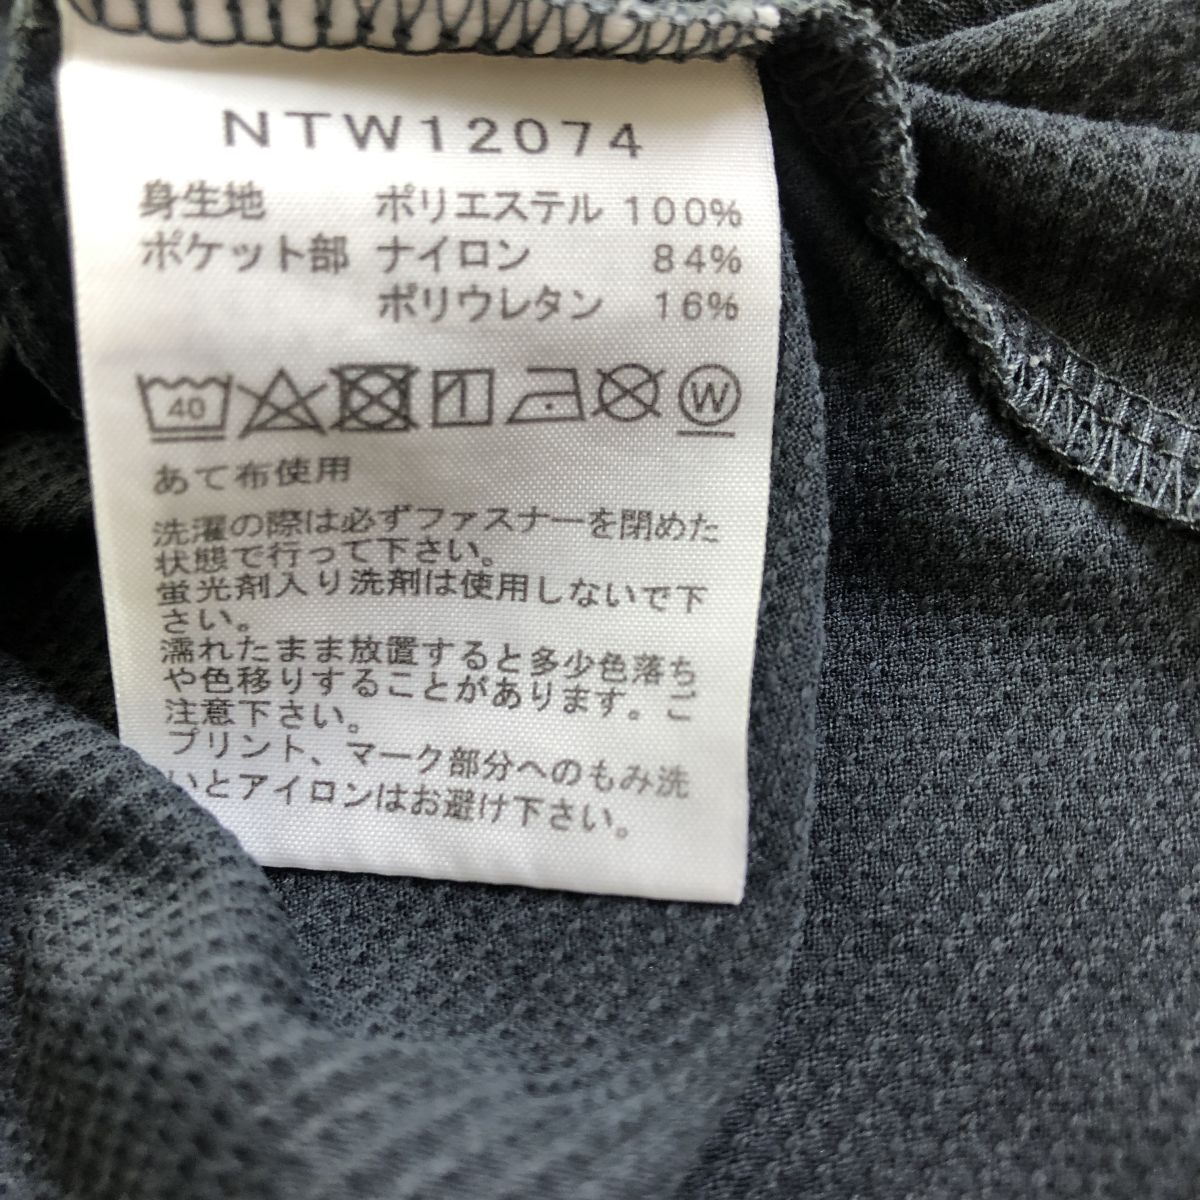 NTW12074
身生地 ポリエステル 100%
ポケット部 ナイロン 84%
ポリウレタン 16%
40 W
あて布使用
洗濯の際は必ずファスナーを閉めた
状態で行って下さい。
蛍光剤入り洗剤は使用しないで下
さい。
濡れたまま放置すると多少色落ち
や色移りすることがあります。ご
注意下さい。
プリント、マーク部分へのもみ洗
いとアイロンはお避け下さい。